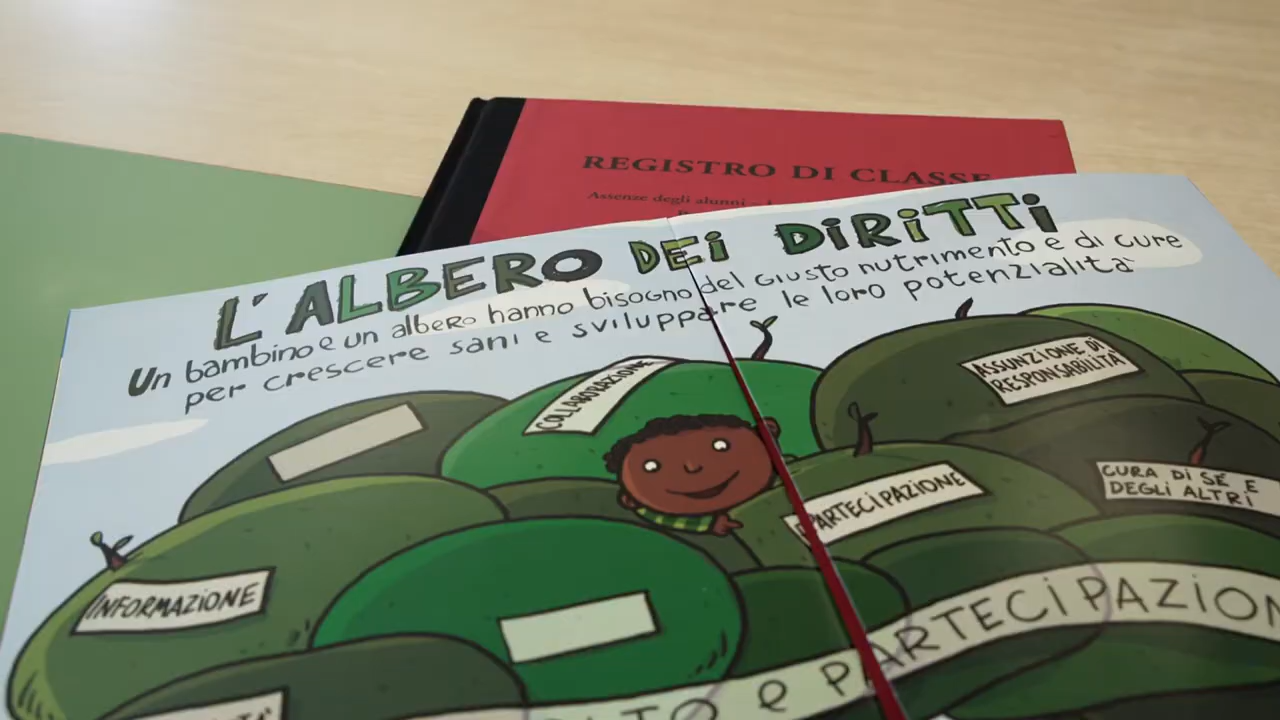 REGISTRO DI CLASSE
Assenze degli alunni
L'ALBERO DEI DIRITTI
Un bambino e un albero hanno bisogno del giusto nutrimento e di cure
per crescere sani e sviluppare le loro potenzialità
COLLABORAZIONE
ASSUNZIONE DI
RESPONSABILITA'
PARTECIPAZIONE
CURA DI SE E
DEGLI ALTRI
INFORMAZIONE
E PARTECIPAZION